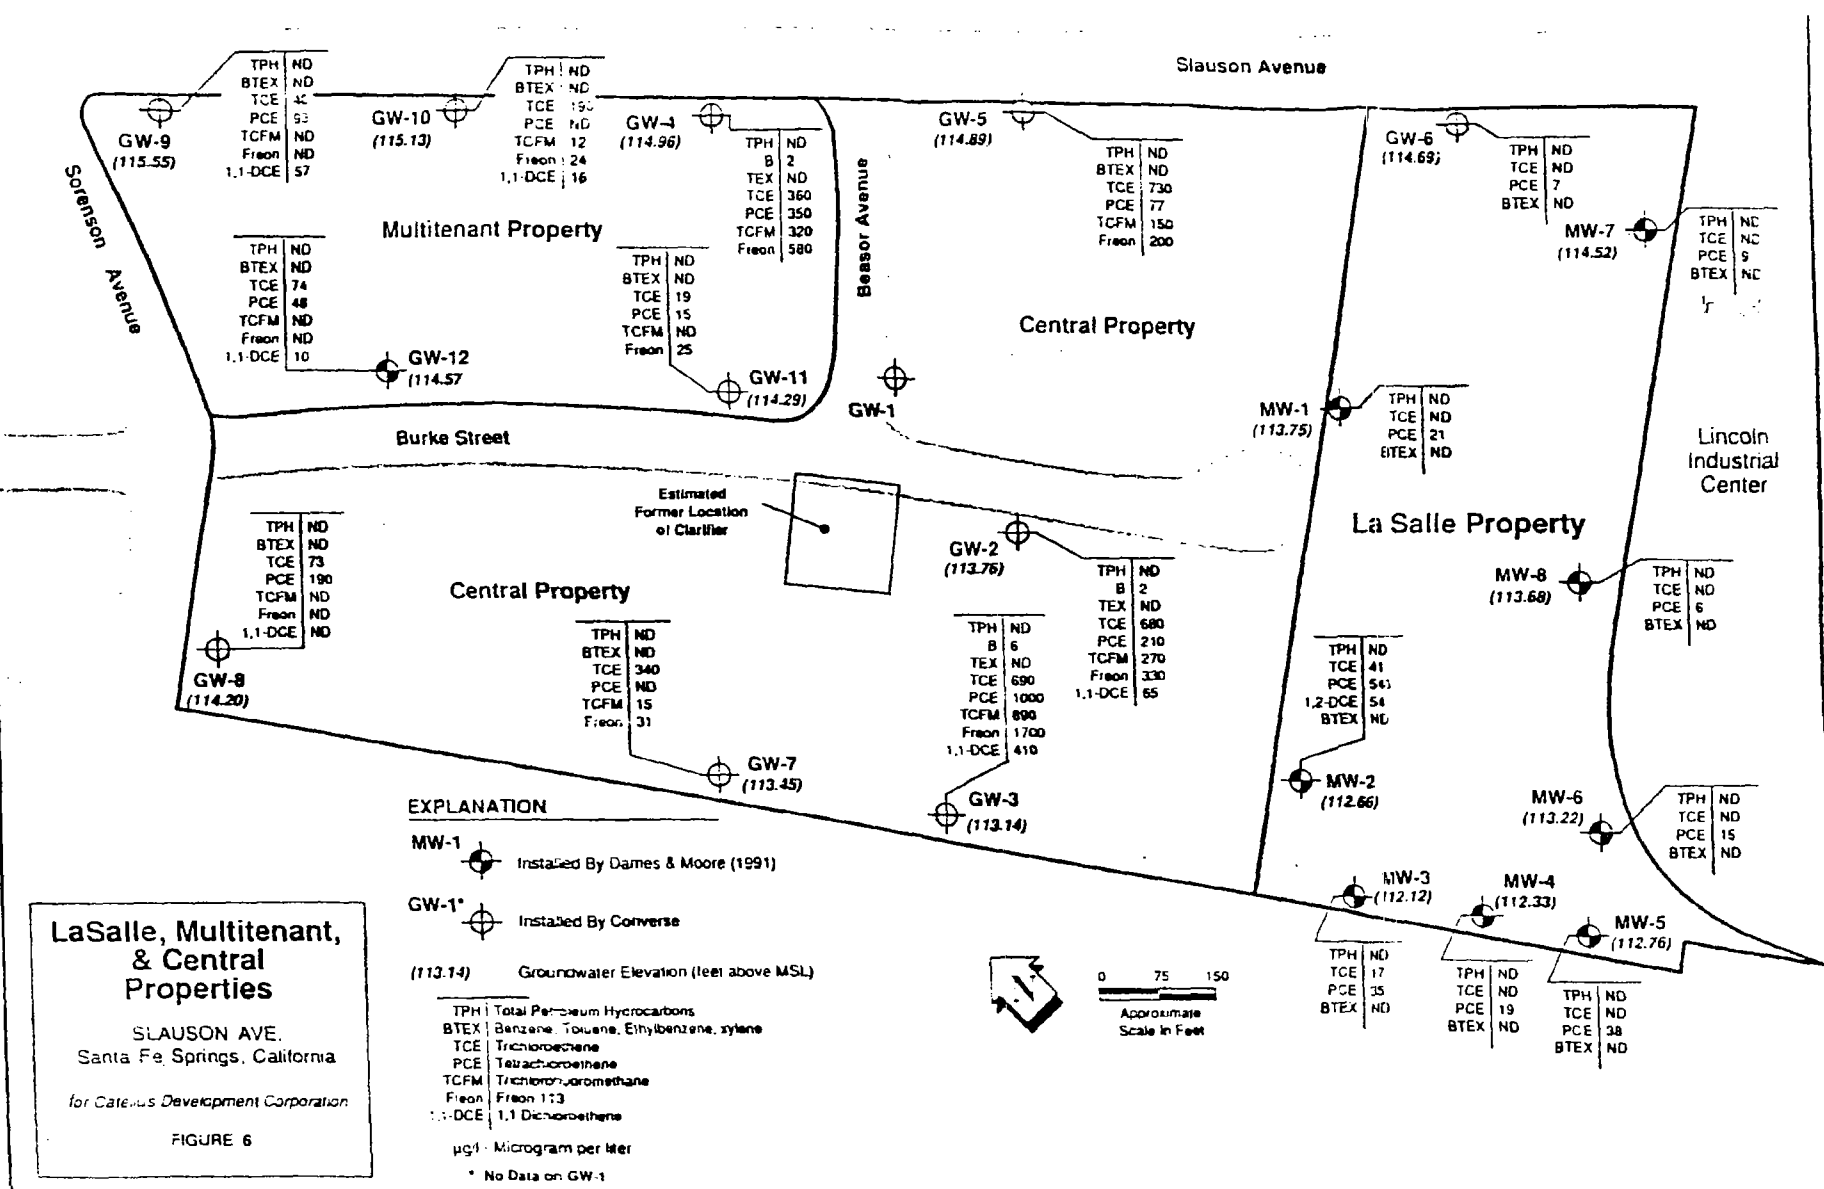 Slauson Avenue
TPH ND
BTEX ND
TCE
PCE 93
TCFM ND
Freon ND
1,1-DCE 57
GW-9
(115.55)
TPH ND
BTEX ND
TCE
PCE ND
TCFM 12
Freon 24
1,1-DCE 16
GW-10
(115.13)
GW-4
(114.96)
TPH ND
B 2
TEX ND
TCE 360
PCE 350
TCFM 320
Freon 580
GW-5
(114.89)
TPH ND
BTEX ND
TCE 730
PCE 77
TCFM 150
Freon 200
GW-6
(114.69)
TPH ND
TCE ND
PCE 7
BTEX ND
MW-7
(114.52)
TPH ND
TCE ND
PCE 9
BTEX ND
Sorenson Avenue
Multitenant Property
Beasor Avenue
Central Property
TPH ND
BTEX ND
TCE 74
PCE 48
TCFM ND
Freon ND
1,1-DCE 10
GW-12
(114.57
TPH ND
BTEX ND
TCE 19
PCE 15
TCFM ND
Freon 25
GW-11
(114.29)
GW-1
MW-1
(113.75)
TPH ND
TCE ND
PCE 21
BTEX ND
Lincoln
Industrial
Center
Burke Street
Estimated
Former Location
of Clarifier
La Salle Property
TPH ND
BTEX ND
TCE 73
PCE 190
TCFM ND
Freon ND
1,1-DCE ND
GW-8
(114.20)
Central Property
GW-2
(113.76)
TPH ND
B 2
TEX ND
TCE 680
PCE 210
TCFM 270
Freon 330
1,1-DCE 65
MW-8
(113.68)
TPH ND
TCE ND
PCE 6
BTEX ND
TPH ND
BTEX ND
TCE 340
PCE ND
TCFM 15
Freon 31
GW-7
(113.45)
TPH ND
B 6
TEX ND
TCE 690
PCE 1000
TCFM 890
Freon 1700
1,1-DCE 410
GW-3
(113.14)
TPH ND
TCE 41
PCE
1,2-DCE 54
BTEX ND
MW-2
(112.66)
MW-6
(113.22)
TPH ND
TCE ND
PCE 15
BTEX ND
MW-3
(112.12)
TPH ND
TCE 17
PCE 35
BTEX ND
MW-4
(112.33)
TPH ND
TCE ND
PCE 19
BTEX ND
MW-5
(112.76)
TPH ND
TCE ND
PCE 38
BTEX ND
EXPLANATION
MW-1
Installed By Dames & Moore (1991)
GW-1*
Installed By Converse
(113.14) Groundwater Elevation (feet above MSL)
TPH Total Petroleum Hydrocarbons
BTEX Benzene, Toluene, Ethylbenzene, xylene
TCE Trichloroethene
PCE Tetrachloroethene
TCFM Trichlorofluoromethane
Freon Freon 113
1,1-DCE 1,1 Dichloroethene
µg/l - Microgram per liter
* No Data on GW-1
N
0 75 150
Approximate
Scale In Feet
LaSalle, Multitenant,
& Central
Properties
SLAUSON AVE.
Santa Fe Springs, California
for Catellus Development Corporation
FIGURE 6